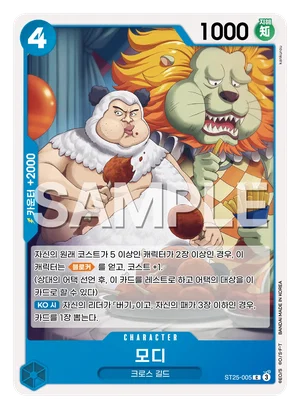 4
1000
지혜
知
카운터 +2000
SAMPLE
자신의 원래 코스트가 5 이상인 캐릭터가 2장 이상인 경우, 이
캐릭터는 블로커 를 얻고, 코스트 +1.
(상대의 어택 선언 후, 이 카드를 레스트로 하고 어택의 대상을 이
카드로 할 수 있다)
KO 시 자신의 리더가 「버기」이고, 자신의 패가 3장 이하인 경우,
카드를 1장 뽑는다.
CHARACTER
모디
크로스 길드
ST25-005 C
3